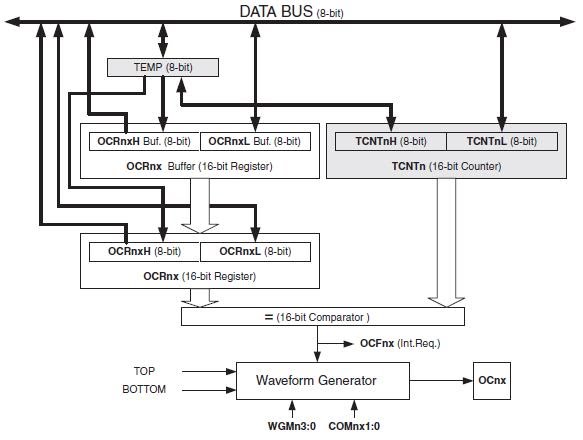 DATA BUS (8-bit)
TEMP (8-bit)
OCRnxH Buf. (8-bit) OCRnxL Buf. (8-bit)
OCRnx Buffer (16-bit Register)
TCNTnH (8-bit) TCNTnL (8-bit)
TCNTn (16-bit Counter)
OCRnxH (8-bit) OCRnxL (8-bit)
OCRnx (16-bit Register)
= (16-bit Comparator )
OCFnx (Int.Req.)
TOP
BOTTOM
Waveform Generator
OCnx
WGMn3:0 COMnx1:0